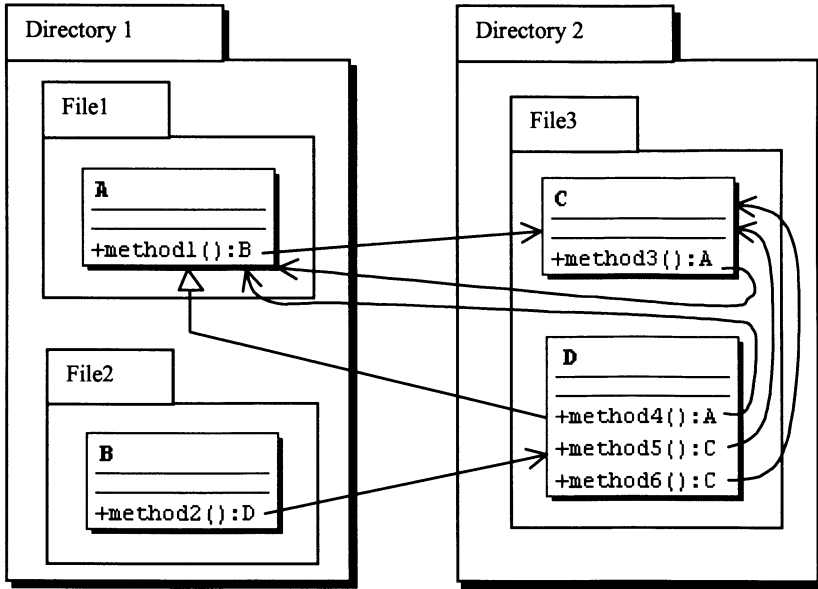 Directory 1
File1
A
+method1():B
File2
B
+method2():D
Directory 2
File3
C
+method3():A
D
+method4():A
+method5():C
+method6():C